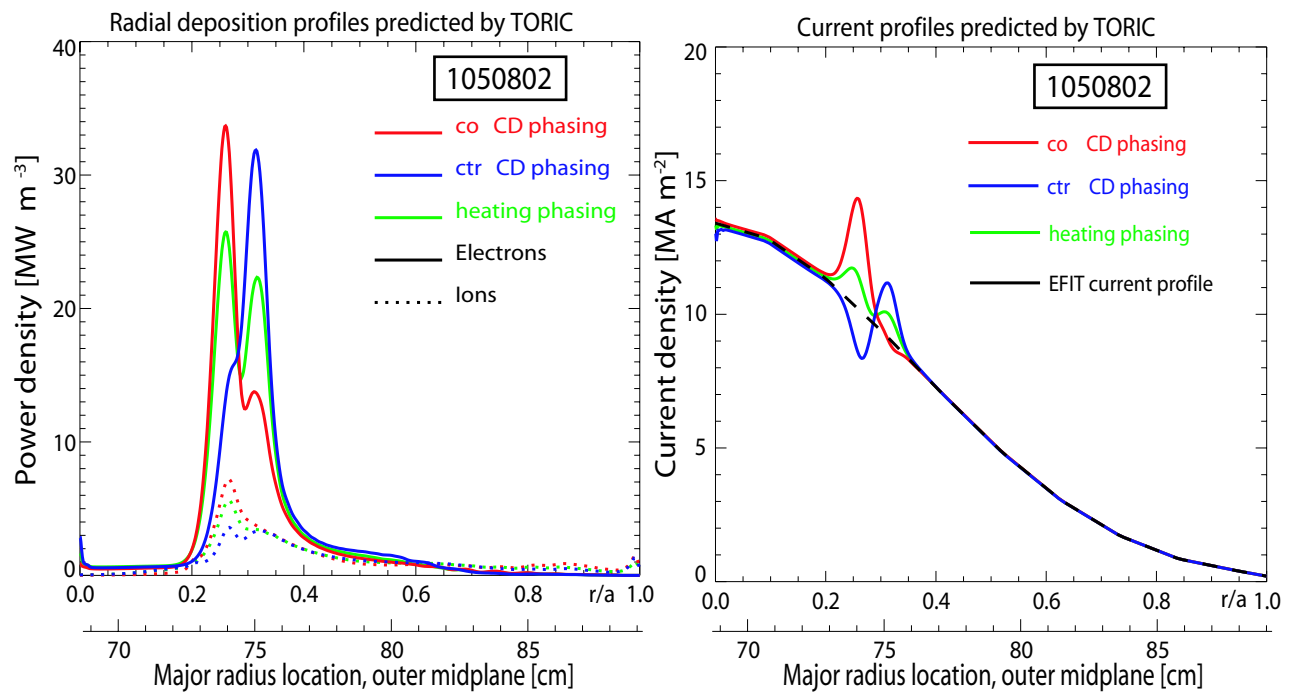 Radial deposition profiles predicted by TORIC
40
30
20
10
0
Power density [MW m -3]
1050802
co CD phasing
ctr CD phasing
heating phasing
Electrons
Ions
0.0 0.2 0.4 0.6 0.8 r/a 1.0
70 75 80 85
Major radius location, outer midplane [cm]
Current profiles predicted by TORIC
20
15
10
5
0
Current density [MA m-2]
1050802
co CD phasing
ctr CD phasing
heating phasing
EFIT current profile
0.0 0.2 0.4 0.6 0.8 r/a 1.0
70 75 80 85
Major radius location, outer midplane [cm]